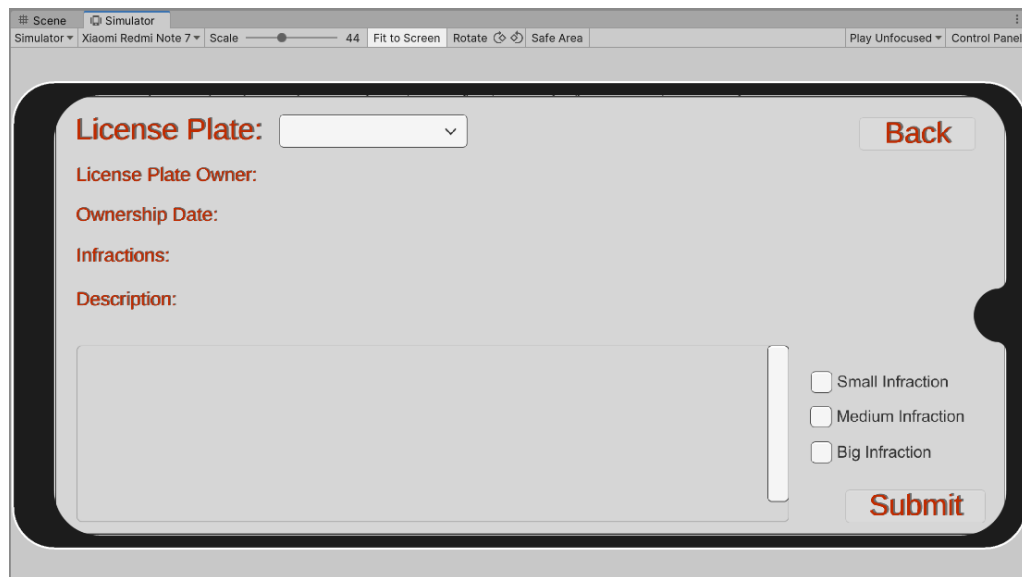 Scene Simulator
Simulator Xiaomi Redmi Note 7 Scale 44 Fit to Screen Rotate Safe Area Play Unfocused Control Panel
License Plate: Back
License Plate Owner:
Ownership Date:
Infractions:
Description:
Small Infraction
Medium Infraction
Big Infraction
Submit